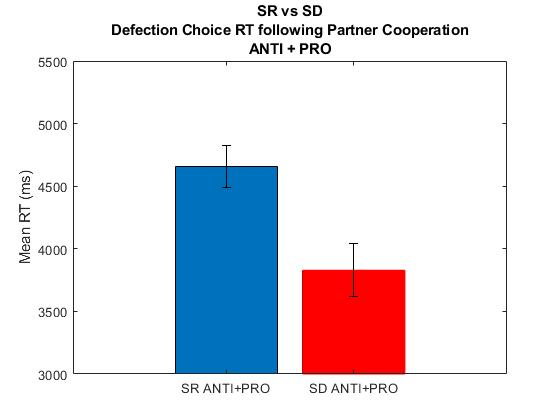 SR vs SD
Defection Choice RT following Partner Cooperation
ANTI + PRO
5500
5000
4500
4000
3500
3000
Mean RT (ms)
SR ANTI+PRO
SD ANTI+PRO